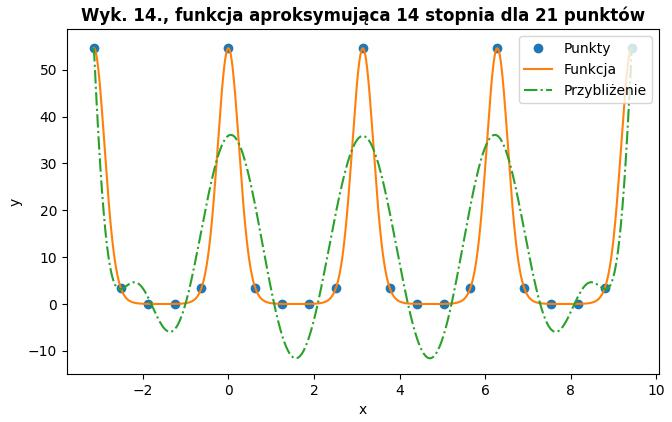 Wyk. 14., funkcja aproksymująca 14 stopnia dla 21 punktów
Punkty
Funkcja
Przybliżenie
y
50
40
30
20
10
0
−10
−2
0
2
4
6
8
10
x